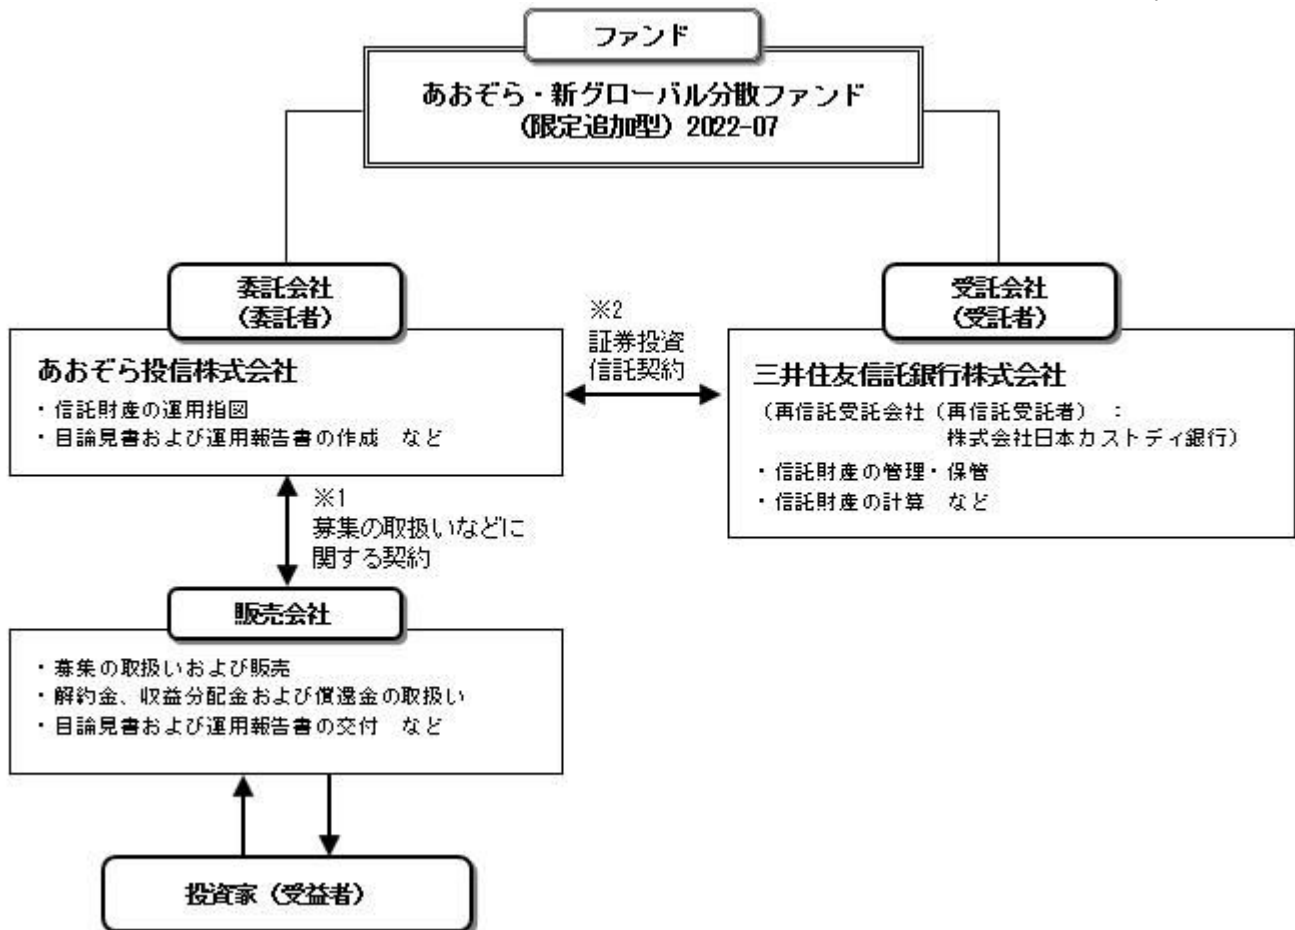 ファンド
あおぞら・新グローバル分散ファンド
（限定追加型）2022-07
委託会社
（委託者）
あおぞら投信株式会社
・信託財産の運用指図
・目論見書および運用報告書の作成　など
※2
証券投資
信託契約
受託会社
（受託者）
三井住友信託銀行株式会社
（再信託受託会社（再信託受託者）：
株式会社日本カストディ銀行）
・信託財産の管理・保管
・信託財産の計算　など
※1
募集の取扱いなどに
関する契約
販売会社
・募集の取扱いおよび販売
・解約金、収益分配金および償還金の取扱い
・目論見書および運用報告書の交付　など
投資家（受益者）